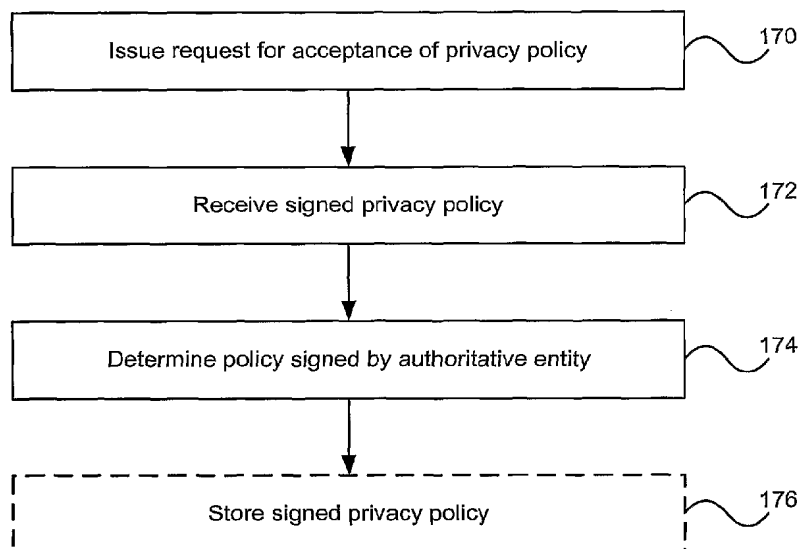 Issue request for acceptance of privacy policy
170
Receive signed privacy policy
172
Determine policy signed by authoritative entity
174
Store signed privacy policy
176